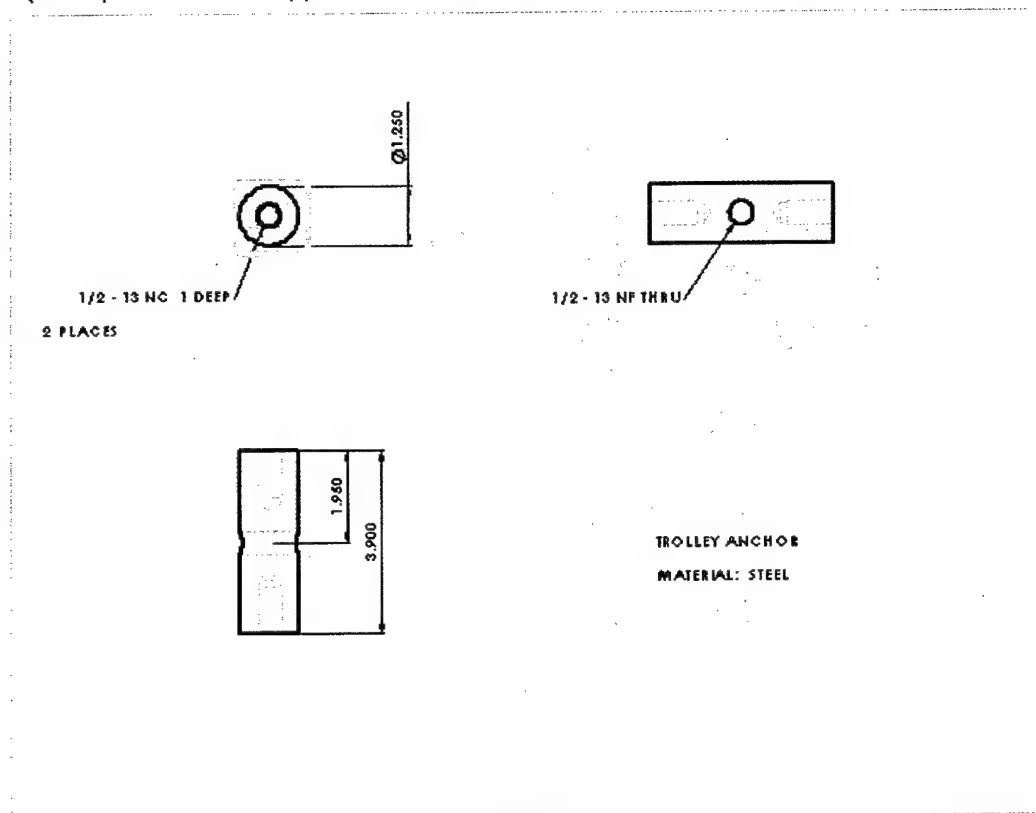 Ø1.250
1/2 - 13 NC 1 DEEP
2 PLACES
1/2 - 13 NF THRU
1.950
3.900
TROLLEY ANCHOR
MATERIAL: STEEL